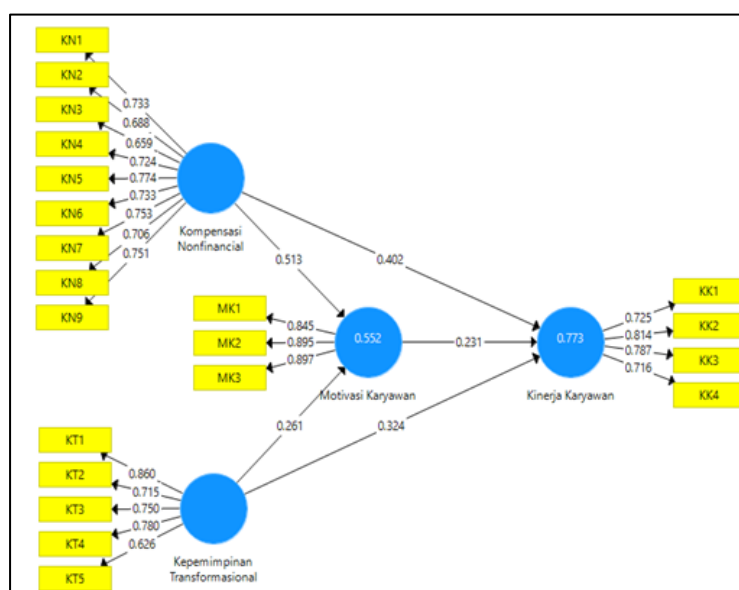 KN1
KN2
KN3
KN4
KN5
KN6
KN7
KN8
KN9
0.733
0.688
0.659
0.724
0.774
0.733
0.753
0.706
0.751
Kompensasi
Nonfinancial
0.513
0.402
MK1
MK2
MK3
0.845
0.895
0.897
0.552
Motivasi Karyawan
0.231
0.773
Kinerja Karyawan
0.725
0.814
0.787
0.716
KK1
KK2
KK3
KK4
0.261
0.324
KT1
KT2
KT3
KT4
KT5
0.860
0.715
0.750
0.780
0.626
Kepemimpinan
Transformasional